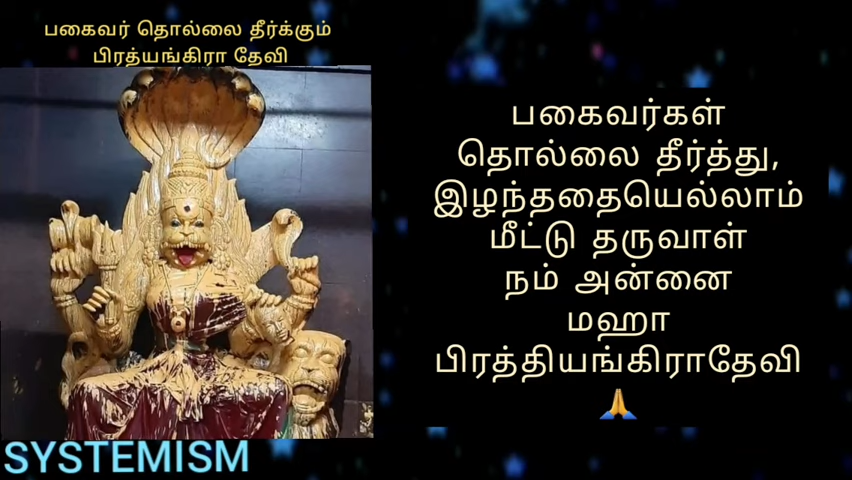 பகைவர் தொல்லை தீர்க்கும்
பிரத்யங்கிரா தேவி
பகைவர்கள்
தொல்லை தீர்த்து,
இழந்ததையெல்லாம்
மீட்டு தருவாள்
நம் அன்னை
மஹா
பிரத்தியங்கிராதேவி
🙏
SYSTEMISM